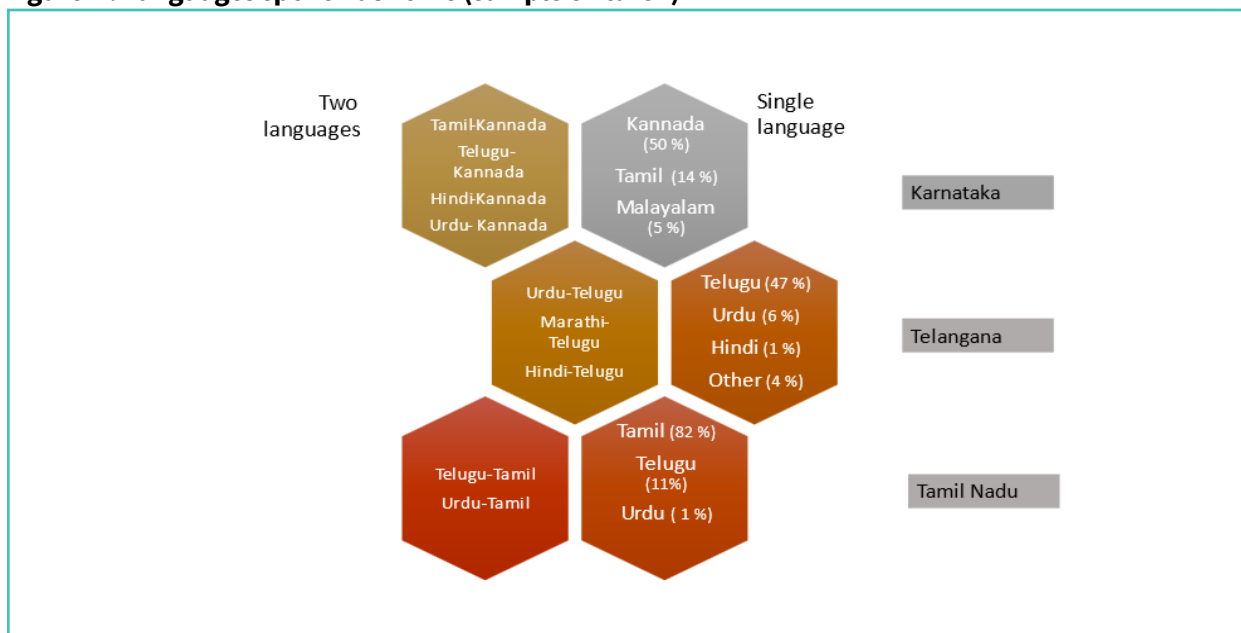 Two
languages
Tamil-Kannada
Telugu-
Kannada
Hindi-Kannada
Urdu- Kannada
Kannada
(50 %)
Tamil (14 %)
Malayalam
(5 %)
Single
language
Karnataka
Urdu-Telugu
Marathi-
Telugu
Hindi-Telugu
Telugu (47 %)
Urdu (6 %)
Hindi (1 %)
Other (4 %)
Telangana
Telugu-Tamil
Urdu-Tamil
Tamil (82 %)
Telugu
(11%)
Urdu ( 1 %)
Tamil Nadu